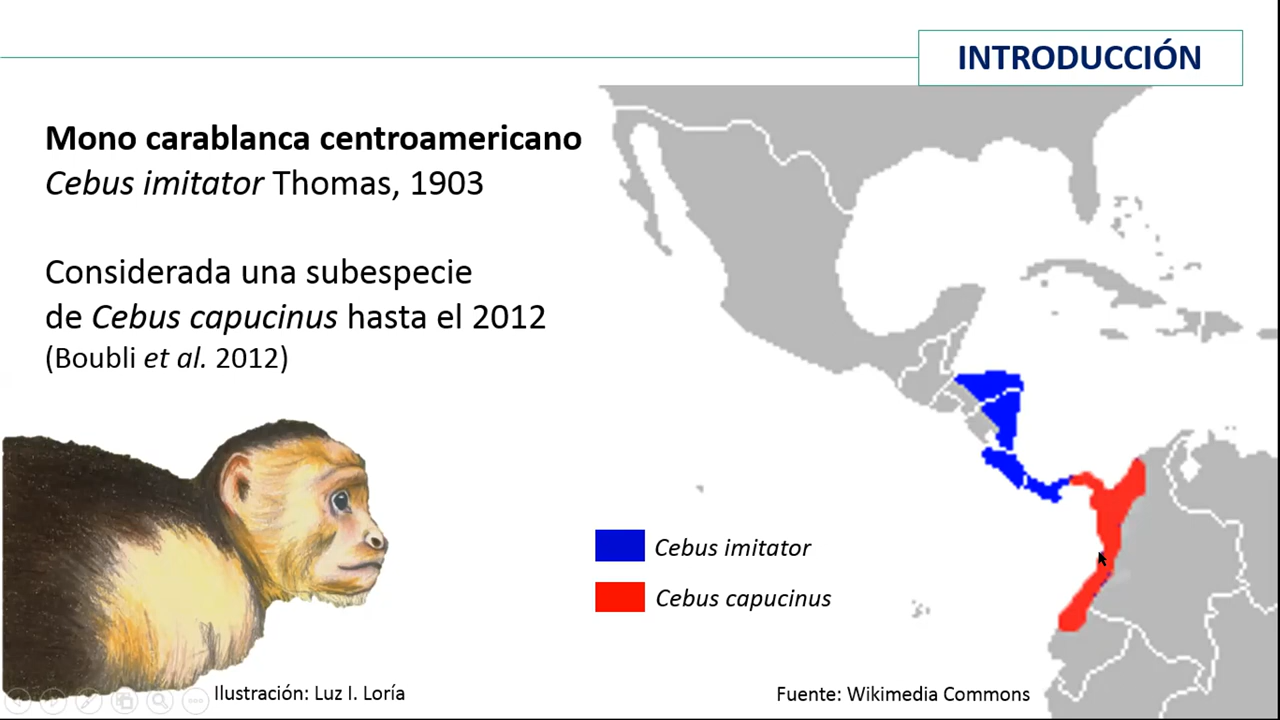 INTRODUCCIÓN
Mono carablanca centroamericano
Cebus imitator Thomas, 1903
Considerada una subespecie
de Cebus capucinus hasta el 2012
(Boubli et al. 2012)
Cebus imitator
Cebus capucinus
Ilustración: Luz I. Loría
Fuente: Wikimedia Commons